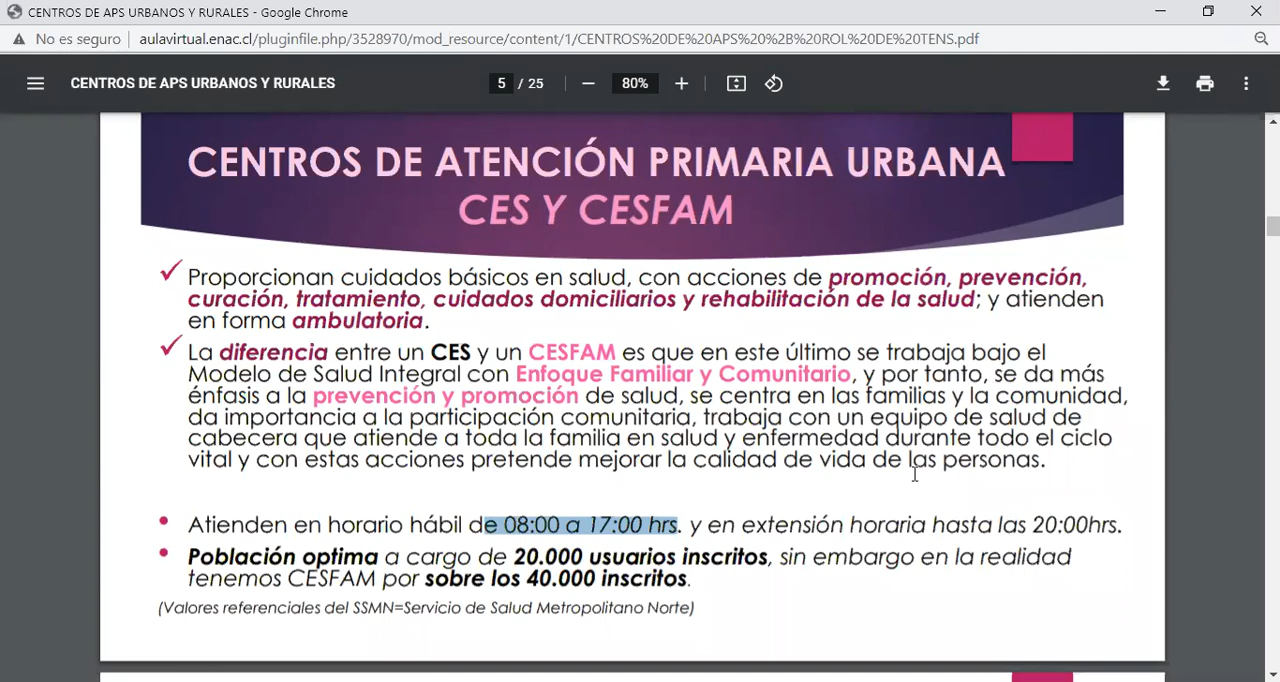 CENTROS DE APS URBANOS Y RURALES - Google Chrome
No es seguro | aulavirtual.enac.cl/pluginfile.php/3528970/mod_resource/content/1/CENTROS%20DE%20APS%20%2B%20ROL%20DE%20TENS.pdf
CENTROS DE APS URBANOS Y RURALES 5 / 25 80%
CENTROS DE ATENCIÓN PRIMARIA URBANA
CES Y CESFAM
Proporcionan cuidados básicos en salud, con acciones de promoción, prevención,
curación, tratamiento, cuidados domiciliarios y rehabilitación de la salud; y atienden
en forma ambulatoria.
La diferencia entre un CES y un CESFAM es que en este último se trabaja bajo el
Modelo de Salud Integral con Enfoque Familiar y Comunitario, y por tanto, se da más
énfasis a la prevención y promoción de salud, se centra en las familias y la comunidad,
da importancia a la participación comunitaria, trabaja con un equipo de salud de
cabecera que atiende a toda la familia en salud y enfermedad durante todo el ciclo
vital y con estas acciones pretende mejorar la calidad de vida de las personas.
• Atienden en horario hábil de 08:00 a 17:00 hrs. y en extensión horaria hasta las 20:00hrs.
• Población optima a cargo de 20.000 usuarios inscritos, sin embargo en la realidad
tenemos CESFAM por sobre los 40.000 inscritos.
(Valores referenciales del SSMN=Servicio de Salud Metropolitano Norte)